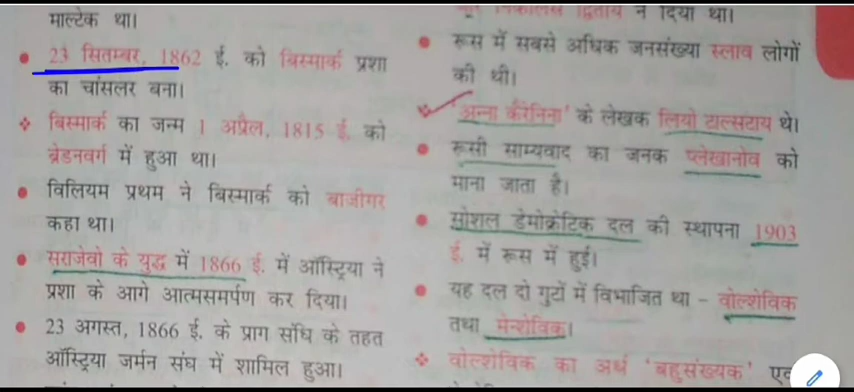 माल्टेक था।
● 23 सितम्बर, 1862 ई. को बिस्मार्क प्रशा
का चांसलर बना।
❖ बिस्मार्क का जन्म 1 अप्रैल, 1815 ई. को
ब्रेडनवर्ग में हुआ था।
● विलियम प्रथम ने बिस्मार्क को बाजीगर
कहा था।
● सराजेवो के युद्ध में 1866 ई. में ऑस्ट्रिया ने
प्रशा के आगे आत्मसमर्पण कर दिया।
● 23 अगस्त, 1866 ई. के प्राग संधि के तहत
ऑस्ट्रिया जर्मन संघ में शामिल हुआ।
निकोलस द्वितीय ने दिया था।
● रूस में सबसे अधिक जनसंख्या स्लाव लोगों
की थी।
'अन्ना कैरेनिना' के लेखक लियो टाल्सटाय थे।
● रूसी साम्यवाद का जनक प्लेखानोव को
माना जाता है।
● सोशल डेमोक्रेटिक दल की स्थापना 1903
ई. में रूस में हुई।
● यह दल दो गुटों में विभाजित था – वोल्शेविक
तथा मेन्शेविक।
❖ वोल्शेविक का अर्थ 'बहुसंख्यक'